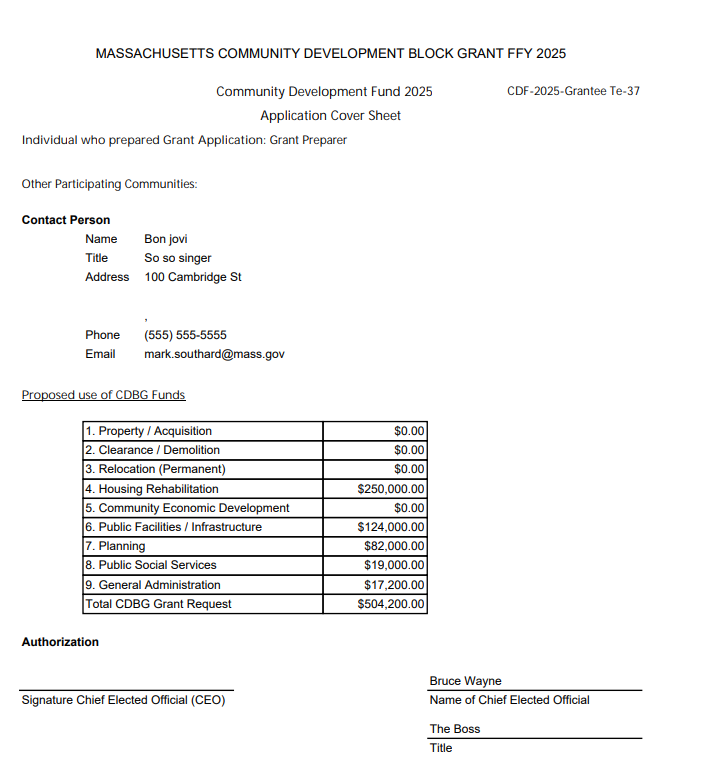 MASSACHUSETTS COMMUNITY DEVELOPMENT BLOCK GRANT FFY 2025
Community Development Fund 2025 CDF-2025-Grantee Te-37
Application Cover Sheet
Individual who prepared Grant Application: Grant Preparer
Other Participating Communities:
Contact Person
Name Bon jovi
Title So so singer
Address 100 Cambridge St
,
Phone (555) 555-5555
Email mark.southard@mass.gov
Proposed use of CDBG Funds
1. Property / Acquisition $0.00
2. Clearance / Demolition $0.00
3. Relocation (Permanent) $0.00
4. Housing Rehabilitation $250,000.00
5. Community Economic Development $0.00
6. Public Facilities / Infrastructure $124,000.00
7. Planning $82,000.00
8. Public Social Services $19,000.00
9. General Administration $17,200.00
Total CDBG Grant Request $504,200.00
Authorization
Bruce Wayne
Signature Chief Elected Official (CEO) Name of Chief Elected Official
The Boss
Title